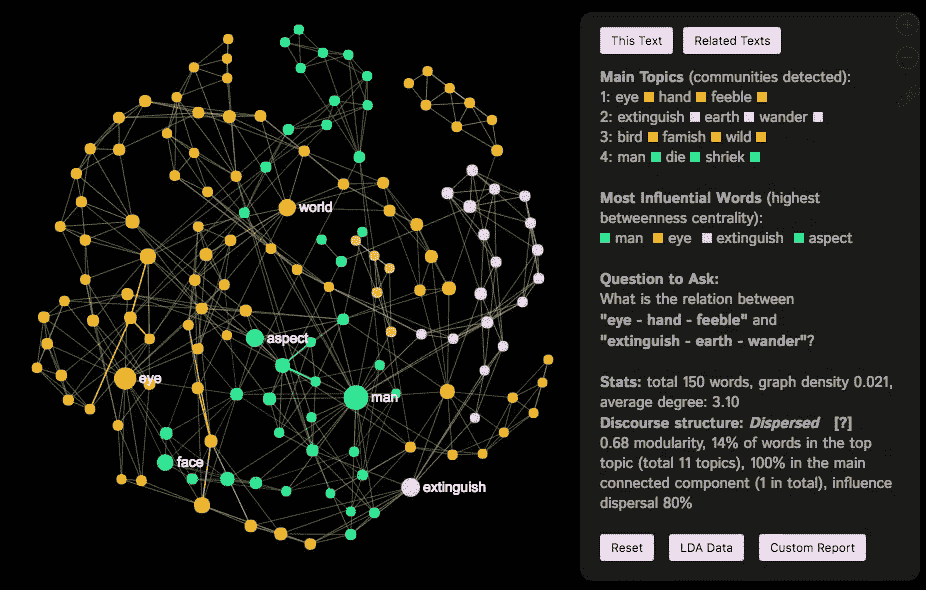 world
aspect
eye
man
face
extinguish
This Text Related Texts
Main Topics (communities detected):
1: eye hand feeble
2: extinguish earth wander
3: bird famish wild
4: man die shriek
Most Influential Words (highest
betweenness centrality):
man eye extinguish aspect
Question to Ask:
What is the relation between
"eye - hand - feeble" and
"extinguish - earth - wander"?
Stats: total 150 words, graph density 0.021,
average degree: 3.10
Discourse structure: Dispersed [?]
0.68 modularity, 14% of words in the top
topic (total 11 topics), 100% in the main
connected component (1 in total), influence
dispersal 80%
Reset LDA Data Custom Report